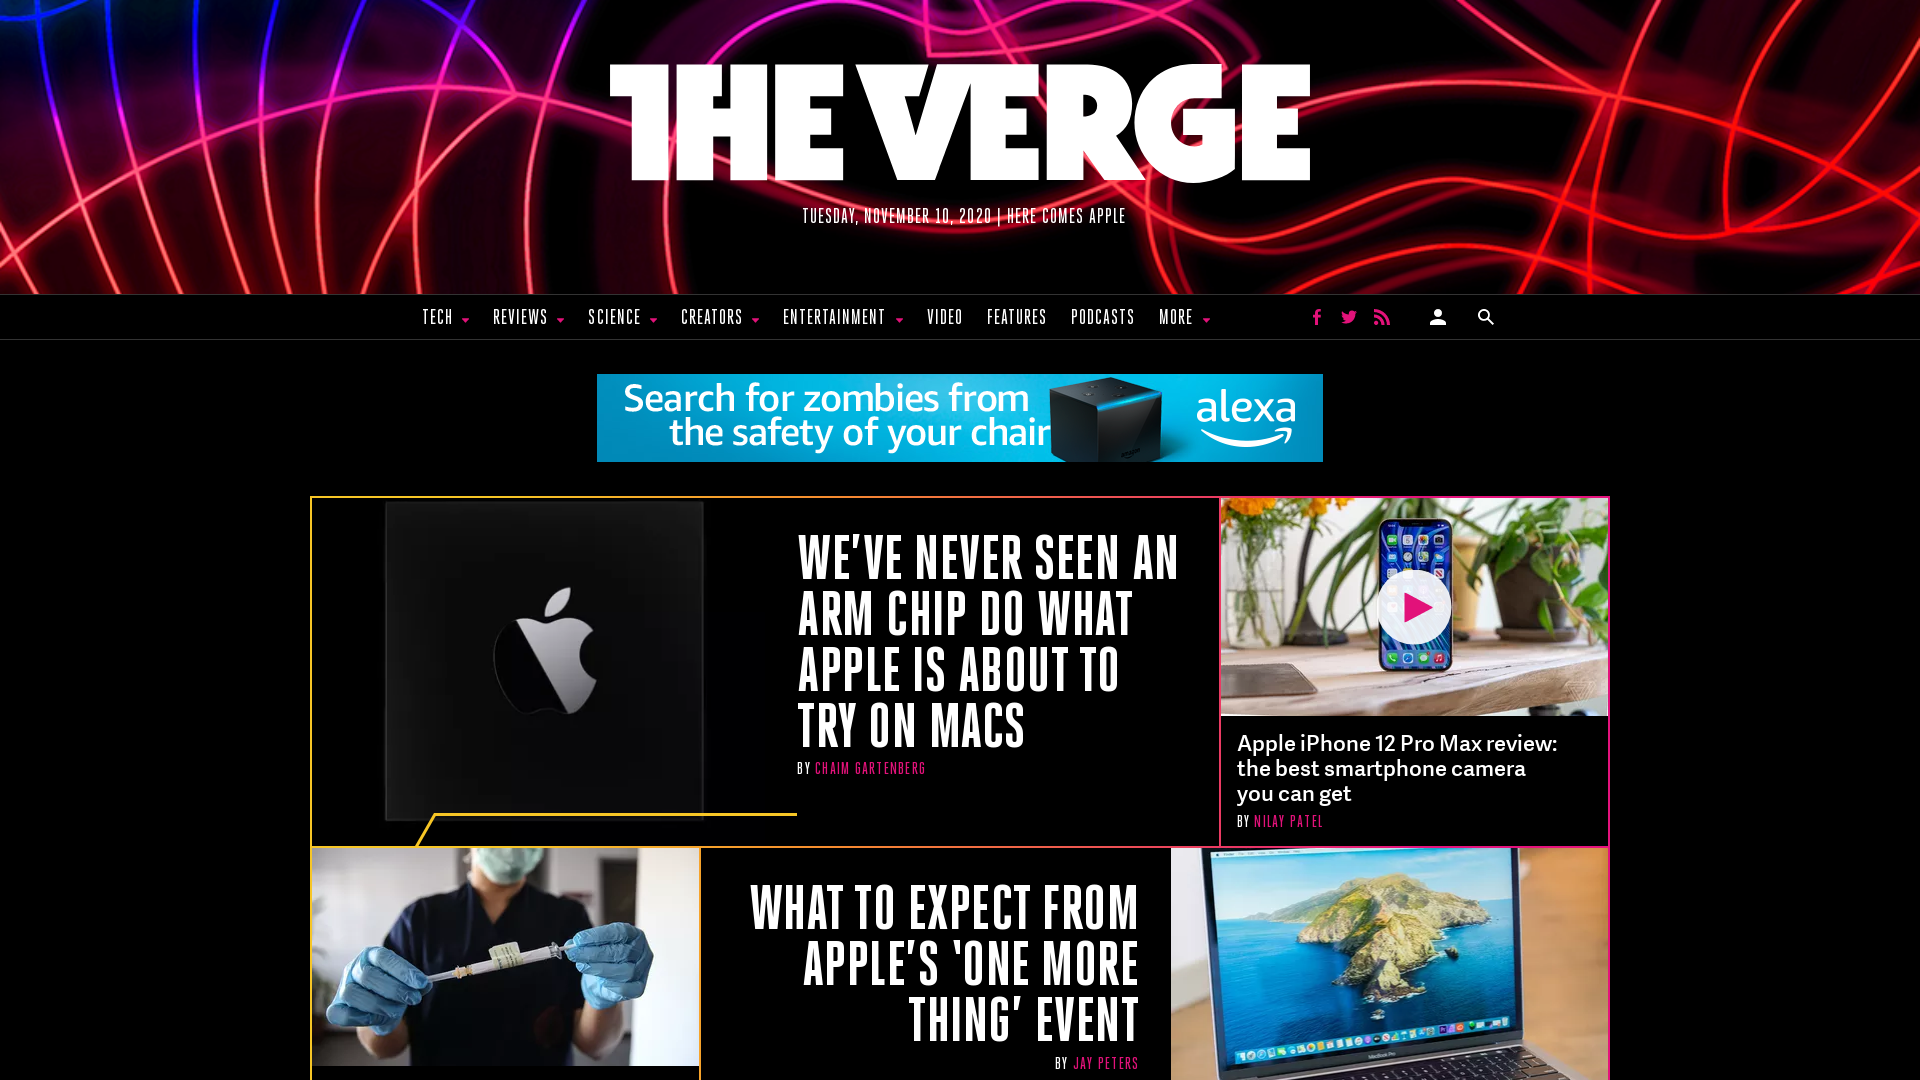 THE VERGE
TUESDAY, NOVEMBER 10, 2020 | HERE COMES APPLE
TECH REVIEWS SCIENCE CREATORS ENTERTAINMENT VIDEO FEATURES PODCASTS MORE
Search for zombies from
the safety of your chair
alexa
WE'VE NEVER SEEN AN
ARM CHIP DO WHAT
APPLE IS ABOUT TO
TRY ON MACS
BY CHAIM GARTENBERG
Apple iPhone 12 Pro Max review:
the best smartphone camera
you can get
BY NILAY PATEL
WHAT TO EXPECT FROM
APPLE'S ‘ONE MORE
THING’ EVENT
BY JAY PETERS
MacBook Pro